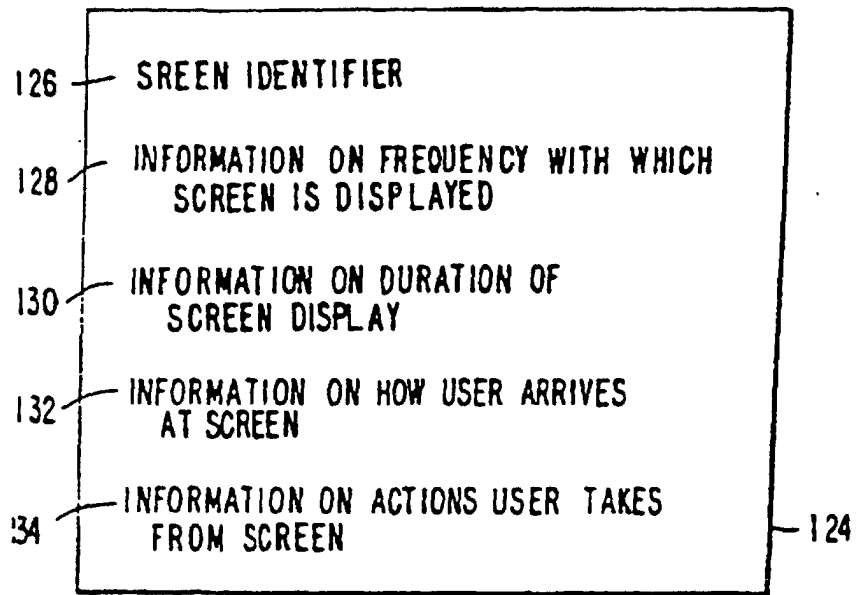 126 SREEN IDENTIFIER
128 INFORMATION ON FREQUENCY WITH WHICH
SCREEN IS DISPLAYED
130 INFORMATION ON DURATION OF
SCREEN DISPLAY
132 INFORMATION ON HOW USER ARRIVES
AT SCREEN
134 INFORMATION ON ACTIONS USER TAKES
FROM SCREEN 124